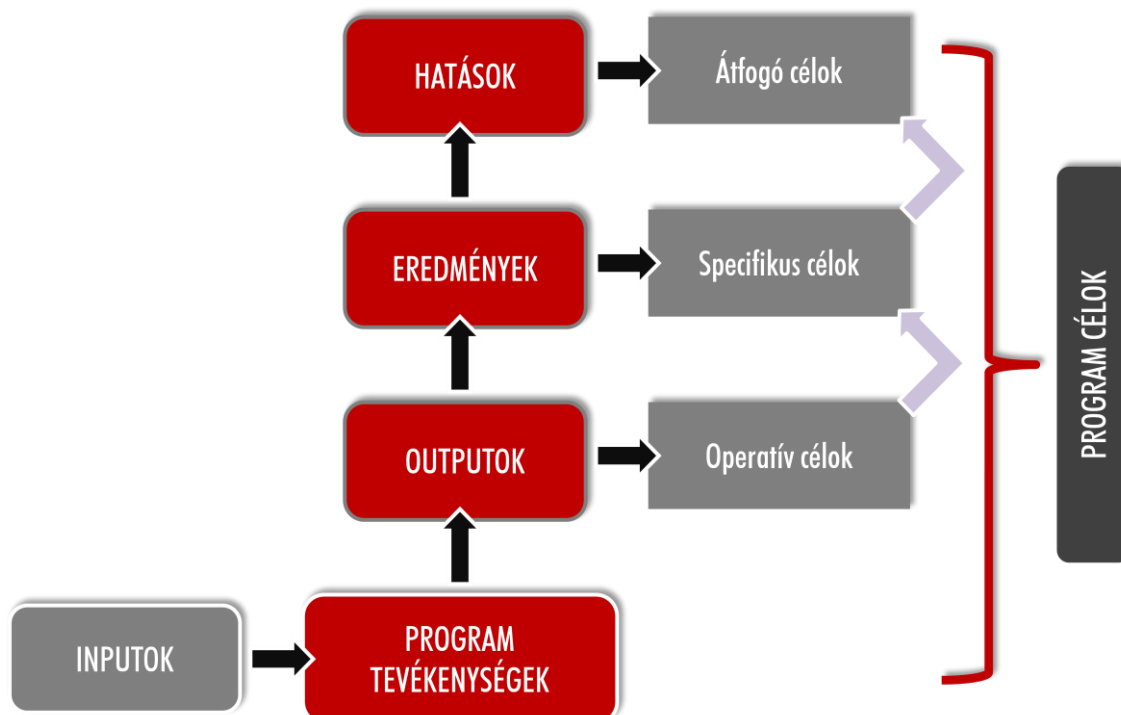 HATÁSOK
Átfogó célok
EREDMÉNYEK
Specifikus célok
OUTPUTOK
Operatív célok
INPUTOK
PROGRAM
TEVÉKENYSÉGEK
PROGRAM CÉLOK